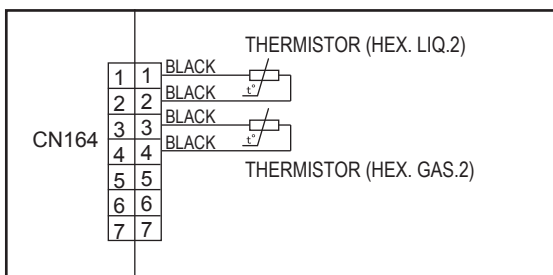 THERMISTOR (HEX. LIQ.2)
BLACK
1 1
t°
BLACK
2 2
BLACK
3 3
CN164
t°
BLACK
4 4
THERMISTOR (HEX. GAS.2)
5 5
6 6
7 7